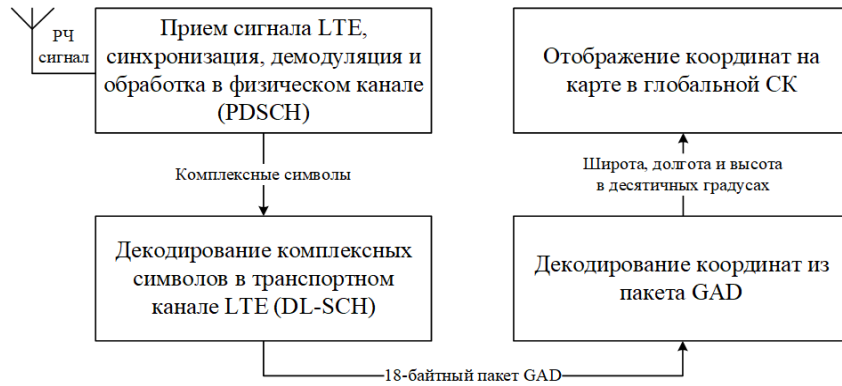 РЧ
сигнал
Прием сигнала LTE,
синхронизация, демодуляция и
обработка в физическом канале
(PDSCH)
Комплексные символы
Декодирование комплексных
символов в транспортном
канале LTE (DL-SCH)
18-байтный пакет GAD
Декодирование координат из
пакета GAD
Широта, долгота и высота
в десятичных градусах
Отображение координат на
карте в глобальной СК